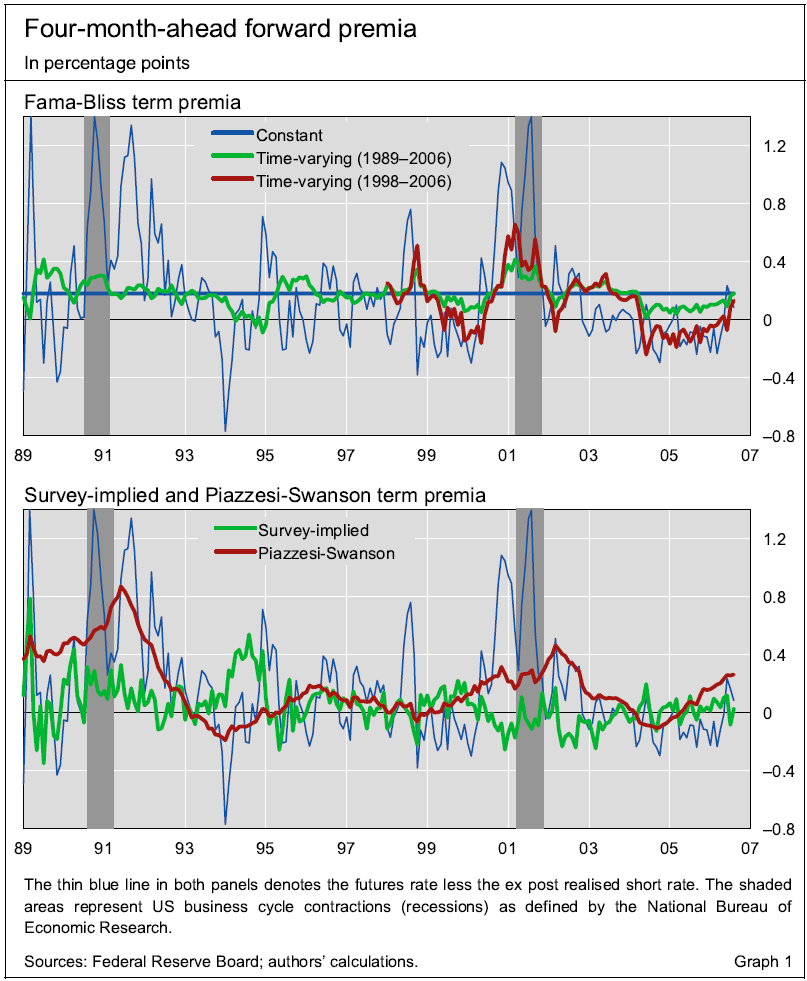 Four-month-ahead forward premia
In percentage points
Fama-Bliss term premia
Constant
Time-varying (1989–2006)
Time-varying (1998–2006)
1.2
0.8
0.4
0
–0.4
–0.8
89 91 93 95 97 99 01 03 05 07
Survey-implied and Piazzesi-Swanson term premia
Survey-implied
Piazzesi-Swanson
1.2
0.8
0.4
0
–0.4
–0.8
89 91 93 95 97 99 01 03 05 07
The thin blue line in both panels denotes the futures rate less the ex post realised short rate. The shaded
areas represent US business cycle contractions (recessions) as defined by the National Bureau of
Economic Research.
Sources: Federal Reserve Board; authors’ calculations. Graph 1